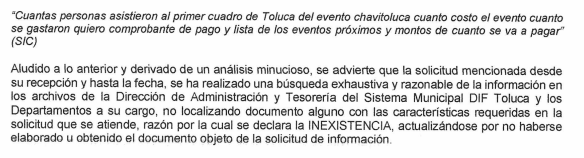 "Cuantas personas asistieron al primer cuadro de Toluca del evento chavitoluca cuanto costo el evento cuanto
se gastaron quiero comprobante de pago y lista de los eventos próximos y montos de cuanto se va a pagar"
(SIC)
Aludido a lo anterior y derivado de un análisis minucioso, se advierte que la solicitud mencionada desde
su recepción y hasta la fecha, se ha realizado una búsqueda exhaustiva y razonable de la información en
los archivos de la Dirección de Administración y Tesorería del Sistema Municipal DIF Toluca y los
Departamentos a su cargo, no localizando documento alguno con las características requeridas en la
solicitud que se atiende, razón por la cual se declara la INEXISTENCIA, actualizándose por no haberse
elaborado u obtenido el documento objeto de la solicitud de información.